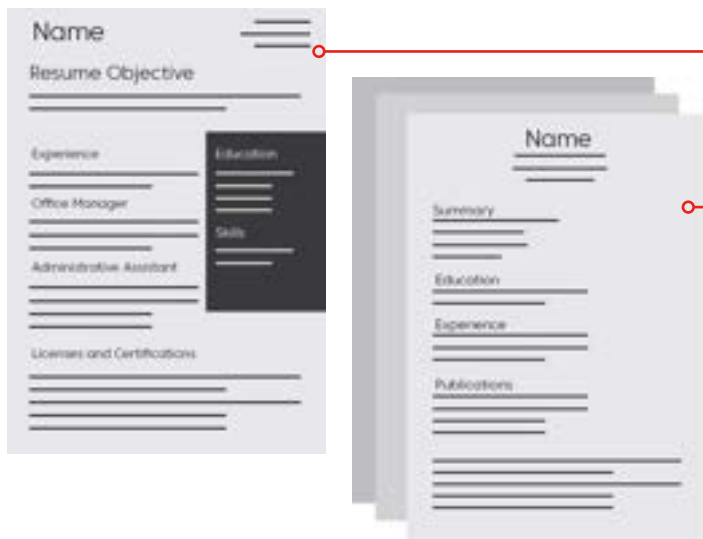 Name
Resume Objective
Experience
Education
Office Manager
Skills
Administrative Assistant
Licenses and Certifications
Name
Summary
Education
Experience
Publications